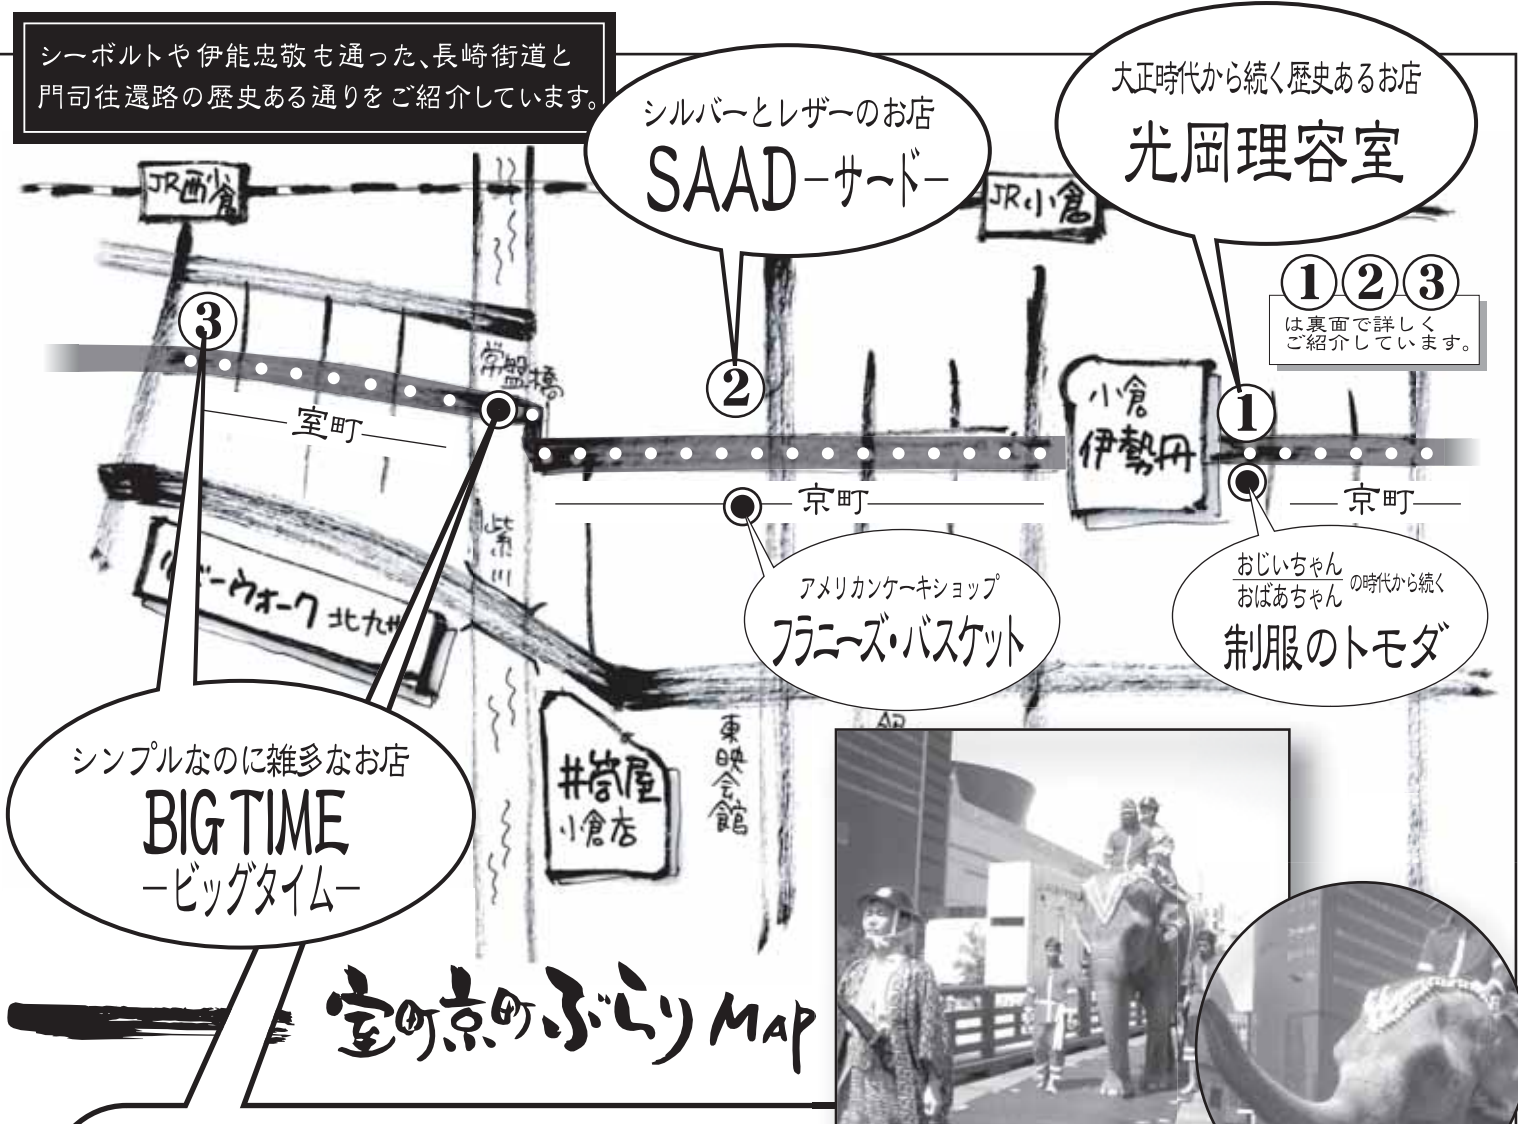 シーボルトや伊能忠敬も通った、長崎街道と
門司往還路の歴史ある通りをご紹介しています。
シルバーとレザーのお店
SAAD－サード－
大正時代から続く歴史あるお店
光岡理容室
JR西小倉
JR小倉
①②③
は裏面で詳しく
ご紹介しています。
③
②
①
常盤橋
室町
小倉
伊勢丹
京町
京町
紫川
バーウォーク北九州
アメリカンケーキショップ
フラニーズ・バスケット
おじいちゃん
おばあちゃん
の時代から続く
制服のトモダ
シンプルなのに雑多なお店
BIG TIME
－ビッグタイム－
井筒屋
小倉店
東映会館
室町京町ぶらりMAP